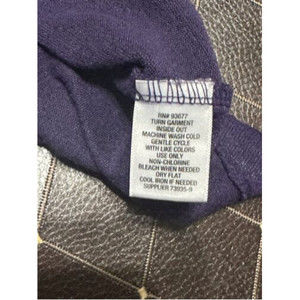 RN# 93677
TURN GARMENT
INSIDE OUT
MACHINE WASH COLD
GENTLE CYCLE
WITH LIKE COLORS
USE ONLY
NON-CHLORINE
BLEACH WHEN NEEDED
DRY FLAT
COOL IRON IF NEEDED
SUPPLIER 73935-9